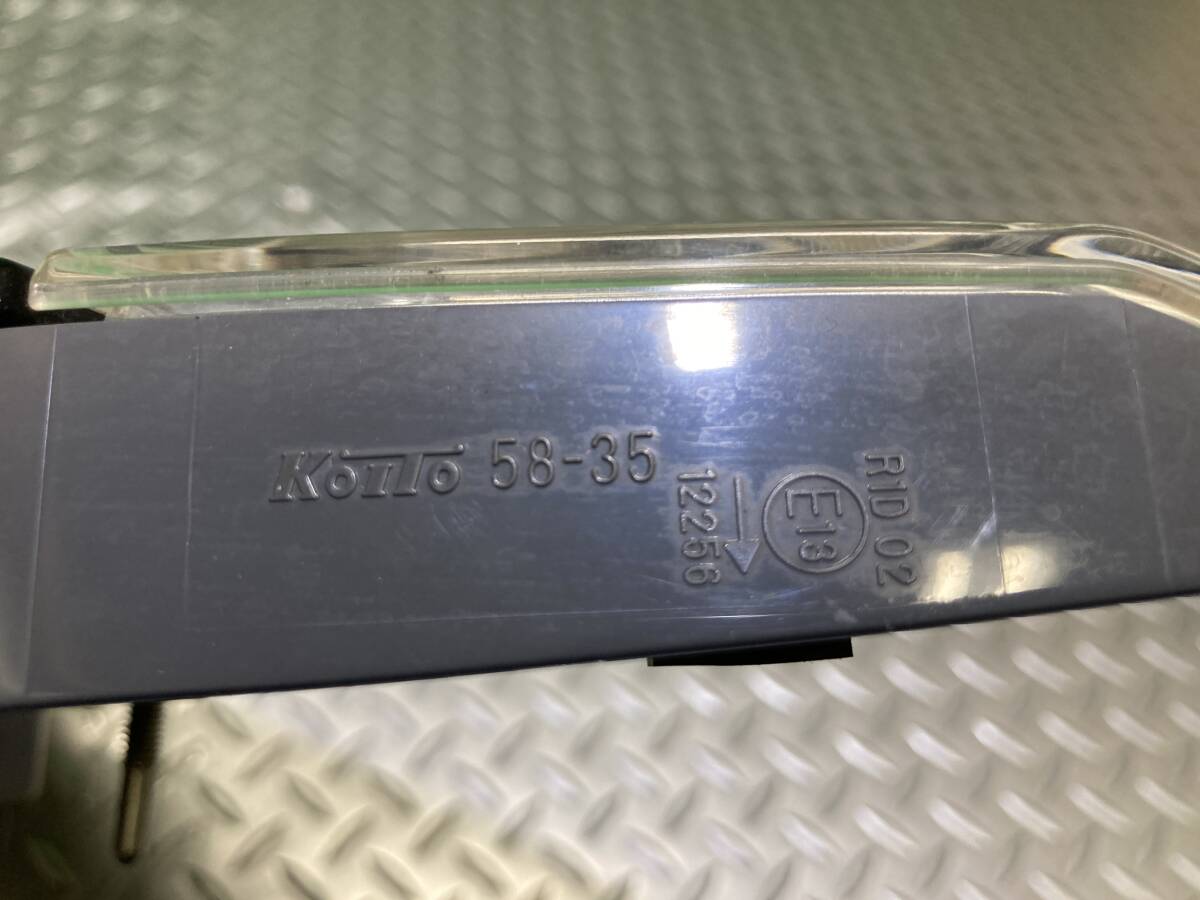 KOITO 58-35
R1D 02
E13
→
12256